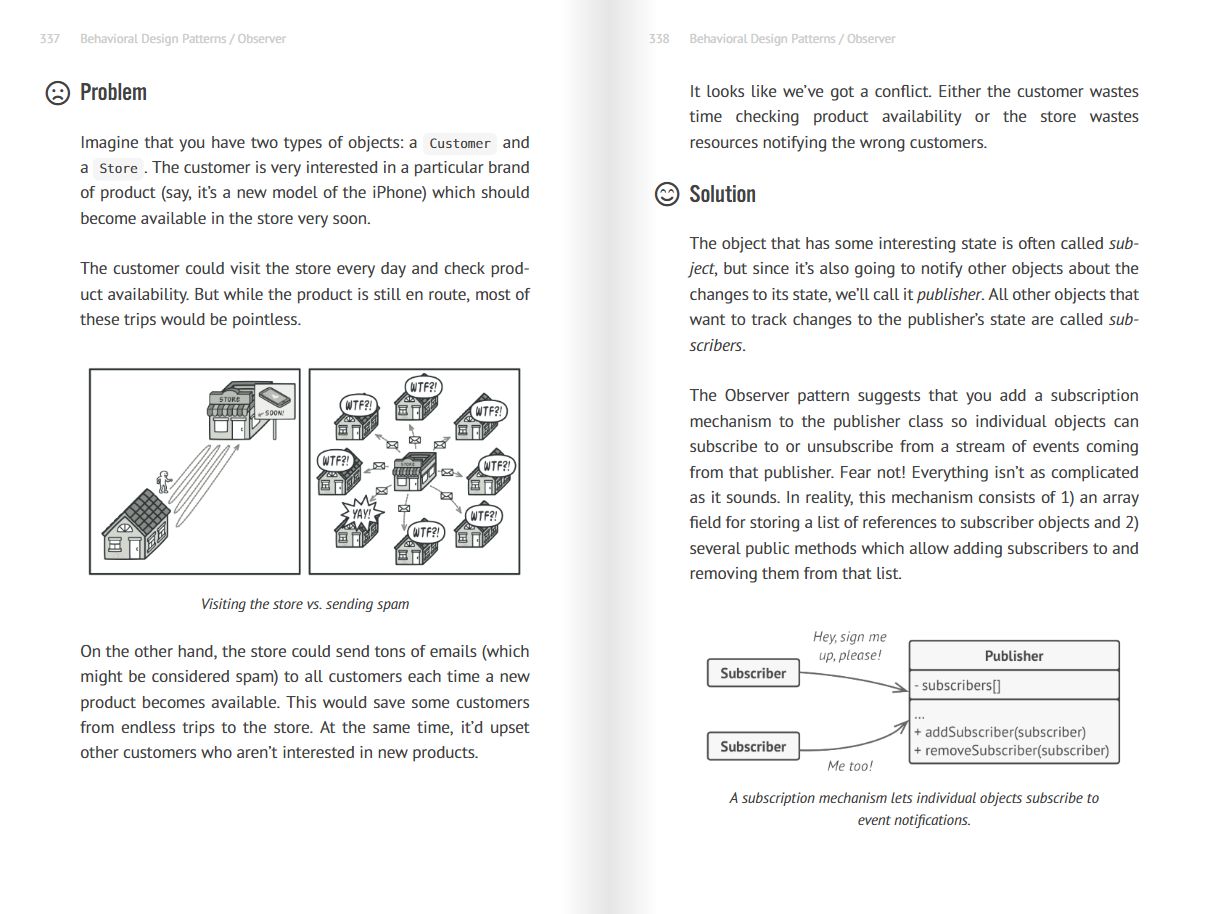 337 Behavioral Design Patterns / Observer
Problem
Imagine that you have two types of objects: a Customer and
a Store . The customer is very interested in a particular brand
of product (say, it's a new model of the iPhone) which should
become available in the store very soon.
The customer could visit the store every day and check prod-
uct availability. But while the product is still en route, most of
these trips would be pointless.
STORE
SOON!
WTF?!
WTF?!
WTF?!
WTF?!
STORE
WTF?!
YAY!
WTF?!
WTF?!
Visiting the store vs. sending spam
On the other hand, the store could send tons of emails (which
might be considered spam) to all customers each time a new
product becomes available. This would save some customers
from endless trips to the store. At the same time, it'd upset
other customers who aren't interested in new products.
338 Behavioral Design Patterns / Observer
It looks like we've got a conflict. Either the customer wastes
time checking product availability or the store wastes
resources notifying the wrong customers.
Solution
The object that has some interesting state is often called sub-
ject, but since it's also going to notify other objects about the
changes to its state, we'll call it publisher. All other objects that
want to track changes to the publisher's state are called sub-
scribers.
The Observer pattern suggests that you add a subscription
mechanism to the publisher class so individual objects can
subscribe to or unsubscribe from a stream of events coming
from that publisher. Fear not! Everything isn't as complicated
as it sounds. In reality, this mechanism consists of 1) an array
field for storing a list of references to subscriber objects and 2)
several public methods which allow adding subscribers to and
removing them from that list.
Hey, sign me
up, please!
Subscriber
Publisher
- subscribers[]
...
+ addSubscriber(subscriber)
+ removeSubscriber(subscriber)
Subscriber
Me too!
A subscription mechanism lets individual objects subscribe to
event notifications.